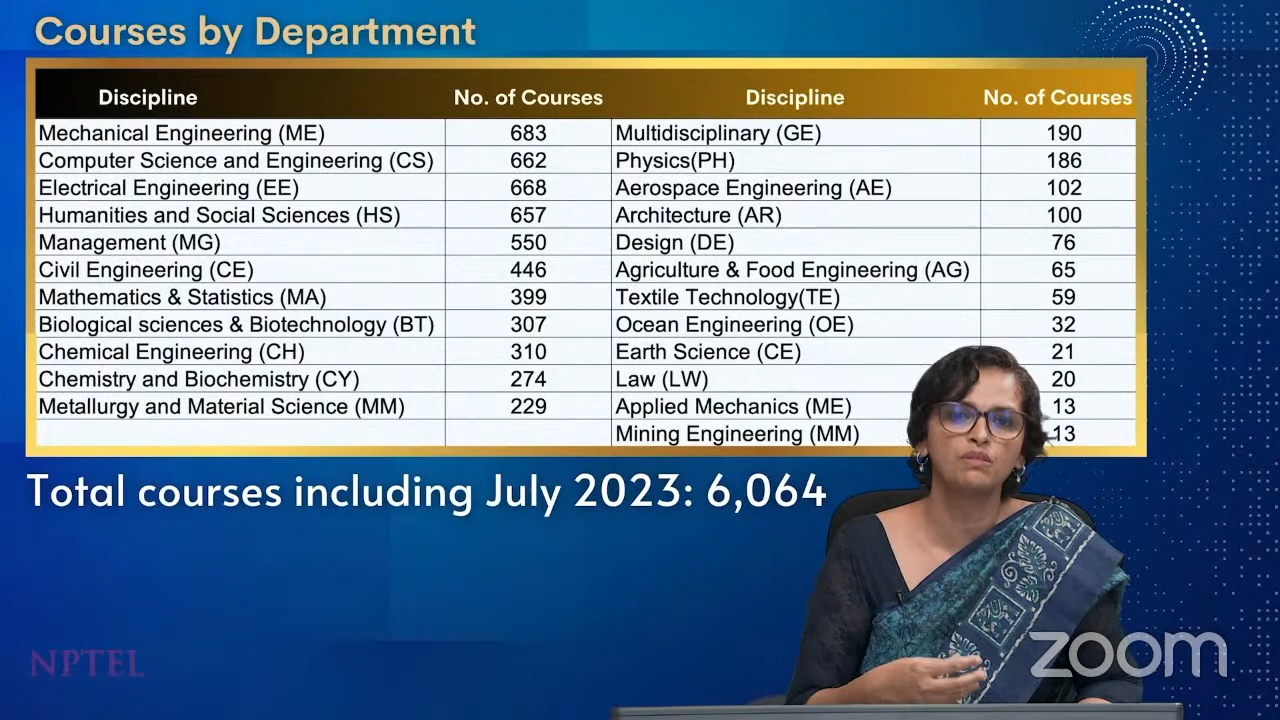 Courses by Department
Discipline No. of Courses Discipline No. of Courses
Mechanical Engineering (ME) 683 Multidisciplinary (GE) 190
Computer Science and Engineering (CS) 662 Physics(PH) 186
Electrical Engineering (EE) 668 Aerospace Engineering (AE) 102
Humanities and Social Sciences (HS) 657 Architecture (AR) 100
Management (MG) 550 Design (DE) 76
Civil Engineering (CE) 446 Agriculture & Food Engineering (AG) 65
Mathematics & Statistics (MA) 399 Textile Technology(TE) 59
Biological sciences & Biotechnology (BT) 307 Ocean Engineering (OE) 32
Chemical Engineering (CH) 310 Earth Science (CE) 21
Chemistry and Biochemistry (CY) 274 Law (LW) 20
Metallurgy and Material Science (MM) 229 Applied Mechanics (ME) 13
Mining Engineering (MM) 13
Total courses including July 2023: 6,064
NPTEL
zoom